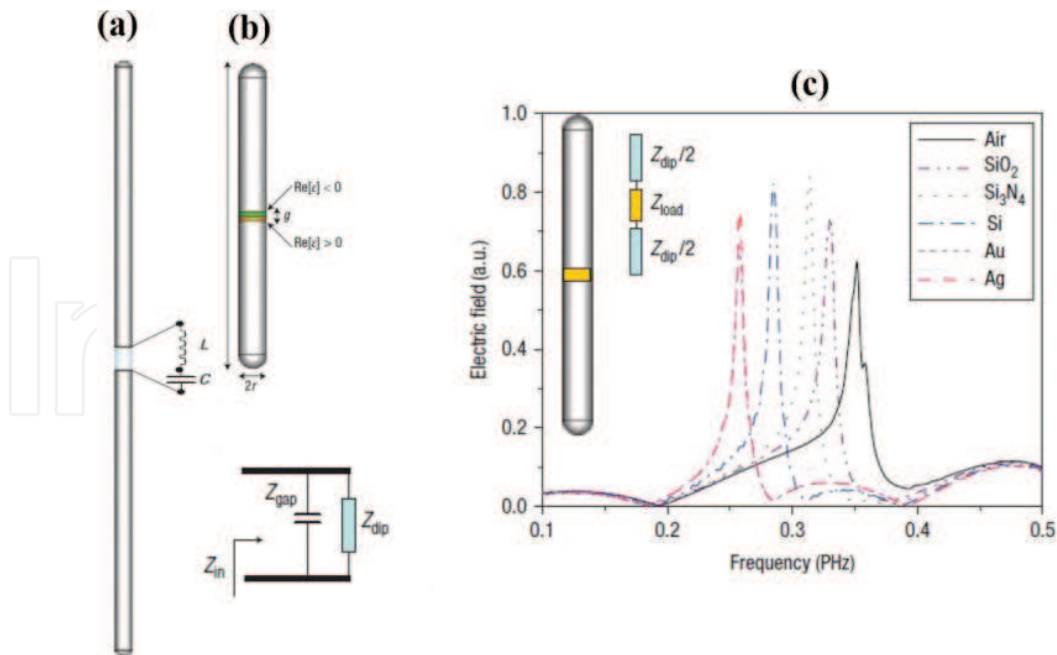 (a)
(b)
Re[ε] < 0
g
Re[ε] > 0
L
C
2r
Z_gap
Z_dip
Z_in
(c)
1.0
0.8
0.6
0.4
0.2
0.0
Electric field (a.u.)
Z_dip/2
Z_load
Z_dip/2
Air
SiO₂
Si₃N₄
Si
Au
Ag
0.1
0.2
0.3
0.4
0.5
Frequency (PHz)